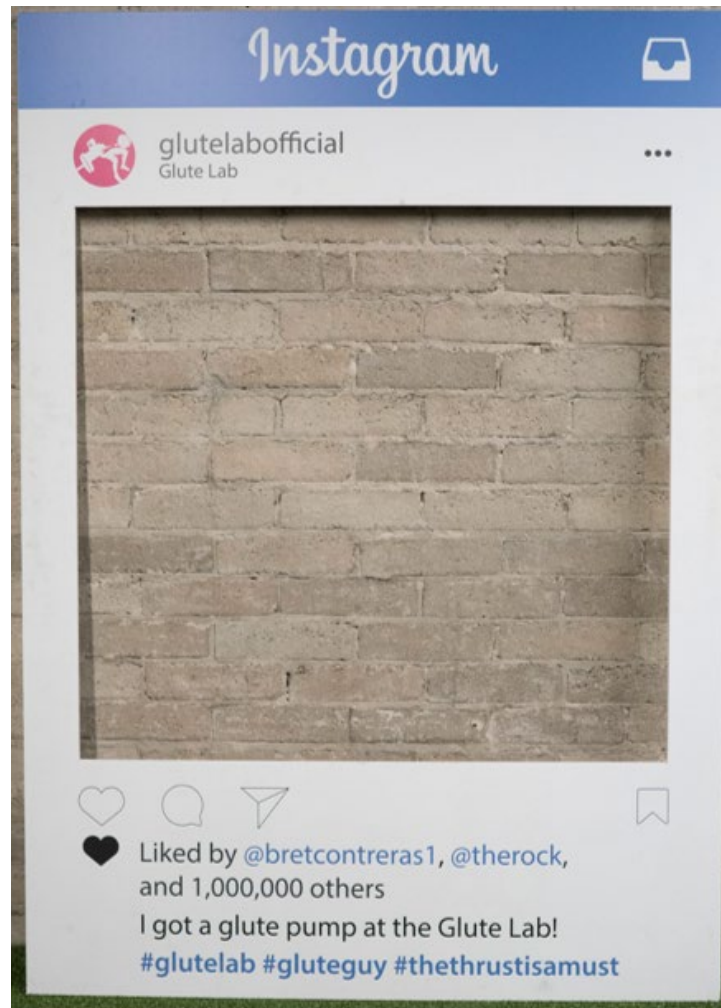 Instagram
glutelabofficial
Glute Lab
Liked by @bretcontreras1, @therock,
and 1,000,000 others
I got a glute pump at the Glute Lab!
#glutelab #gluteguy #thethrustisamust